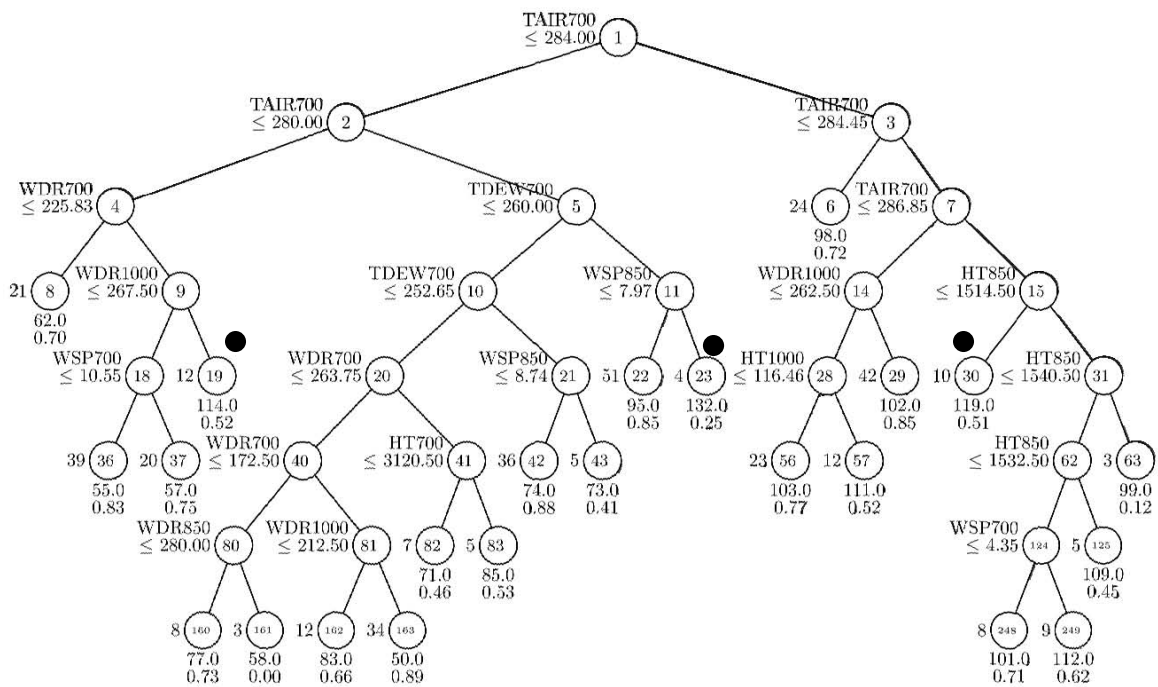 TAIR700
≤ 284.00 1
TAIR700
≤ 280.00 2
TAIR700
≤ 284.45 3
WDR700
≤ 225.83 4
TDEW700
≤ 260.00 5
24 6
98.0
0.72
TAIR700
≤ 286.85 7
21 8
62.0
0.70
WDR1000
≤ 267.50 9
TDEW700
≤ 252.65 10
WSP850
≤ 7.97 11
WDR1000
≤ 262.50 14
HT850
≤ 1514.50 15
WSP700
≤ 10.55 18
12 19
114.0
0.52
WDR700
≤ 263.75 20
WSP850
≤ 8.74 21
51 22
95.0
0.85
4 23
132.0
0.25
HT1000
≤ 116.46 28
42 29
102.0
0.85
10 30
119.0
0.51
HT850
≤ 1540.50 31
39 36
55.0
0.83
20 37
57.0
0.75
WDR700
≤ 172.50 40
HT700
≤ 3120.50 41
36 42
74.0
0.88
5 43
73.0
0.41
23 56
103.0
0.77
12 57
111.0
0.52
HT850
≤ 1532.50 62
3 63
99.0
0.12
WDR850
≤ 280.00 80
WDR1000
≤ 212.50 81
7 82
71.0
0.46
5 83
85.0
0.53
WSP700
≤ 4.35 124
5 125
109.0
0.45
8 160
77.0
0.73
3 161
58.0
0.00
12 162
83.0
0.66
34 163
50.0
0.89
8 248
101.0
0.71
9 249
112.0
0.62